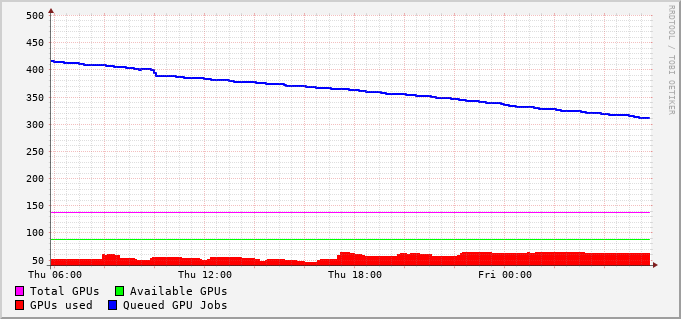 500
450
400
350
300
250
200
150
100
50
Thu 06:00 Thu 12:00 Thu 18:00 Fri 00:00
Total GPUs Available GPUs
GPUs used Queued GPU Jobs
RRDTOOL / TOBI OETIKER